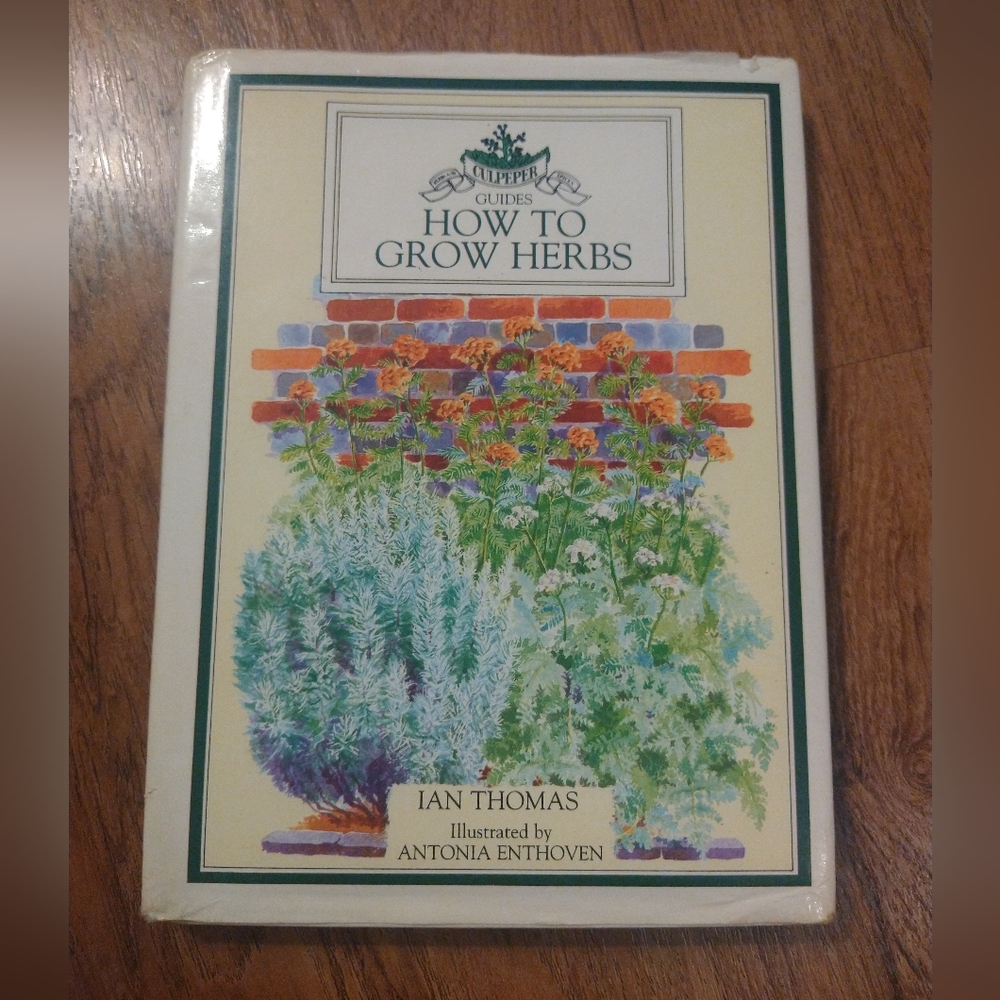 CULPEPER
GUIDES
HOW TO
GROW HERBS
IAN THOMAS
Illustrated by
ANTONIA ENTHOVEN